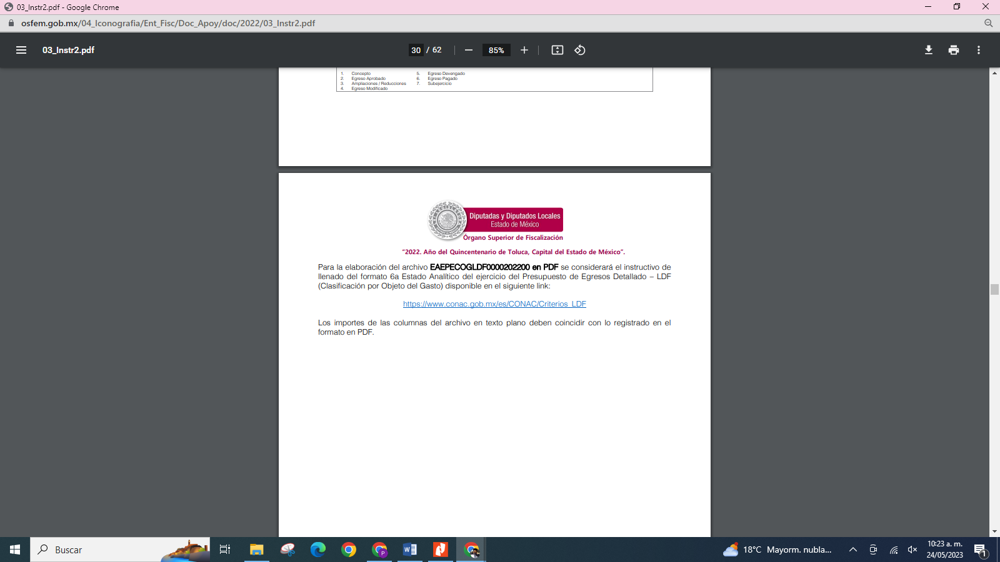 03_Instr2.pdf - Google Chrome
osfem.gob.mx/04_Iconografia/Ent_Fisc/Doc_Apoy/doc/2022/03_Instr2.pdf
03_Instr2.pdf
30 / 62
85%
1. Concepto 5. Egreso Devengado
2. Egreso Aprobado 6. Egreso Pagado
3. Ampliaciones / Reducciones 7. Subejercicio
4. Egreso Modificado
Diputadas y Diputados Locales
Estado de México
Órgano Superior de Fiscalización
"2022. Año del Quincentenario de Toluca, Capital del Estado de México".
Para la elaboración del archivo EAEPECOGLDF0000202200 en PDF se considerará el instructivo de
llenado del formato 6a Estado Analítico del ejercicio del Presupuesto de Egresos Detallado – LDF
(Clasificación por Objeto del Gasto) disponible en el siguiente link:
https://www.conac.gob.mx/es/CONAC/Criterios_LDF
Los importes de las columnas del archivo en texto plano deben coincidir con lo registrado en el
formato en PDF.
Buscar
18°C Mayorm. nubla...
10:23 a. m.
24/05/2023
1